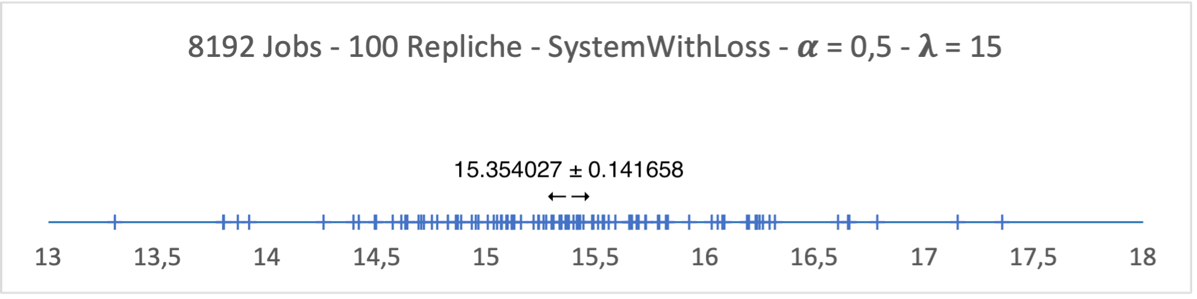 8192 Jobs - 100 Repliche - SystemWithLoss - 𝜶 = 0,5 - 𝛌 = 15
15.354027 ± 0.141658
13 13,5 14 14,5 15 15,5 16 16,5 17 17,5 18